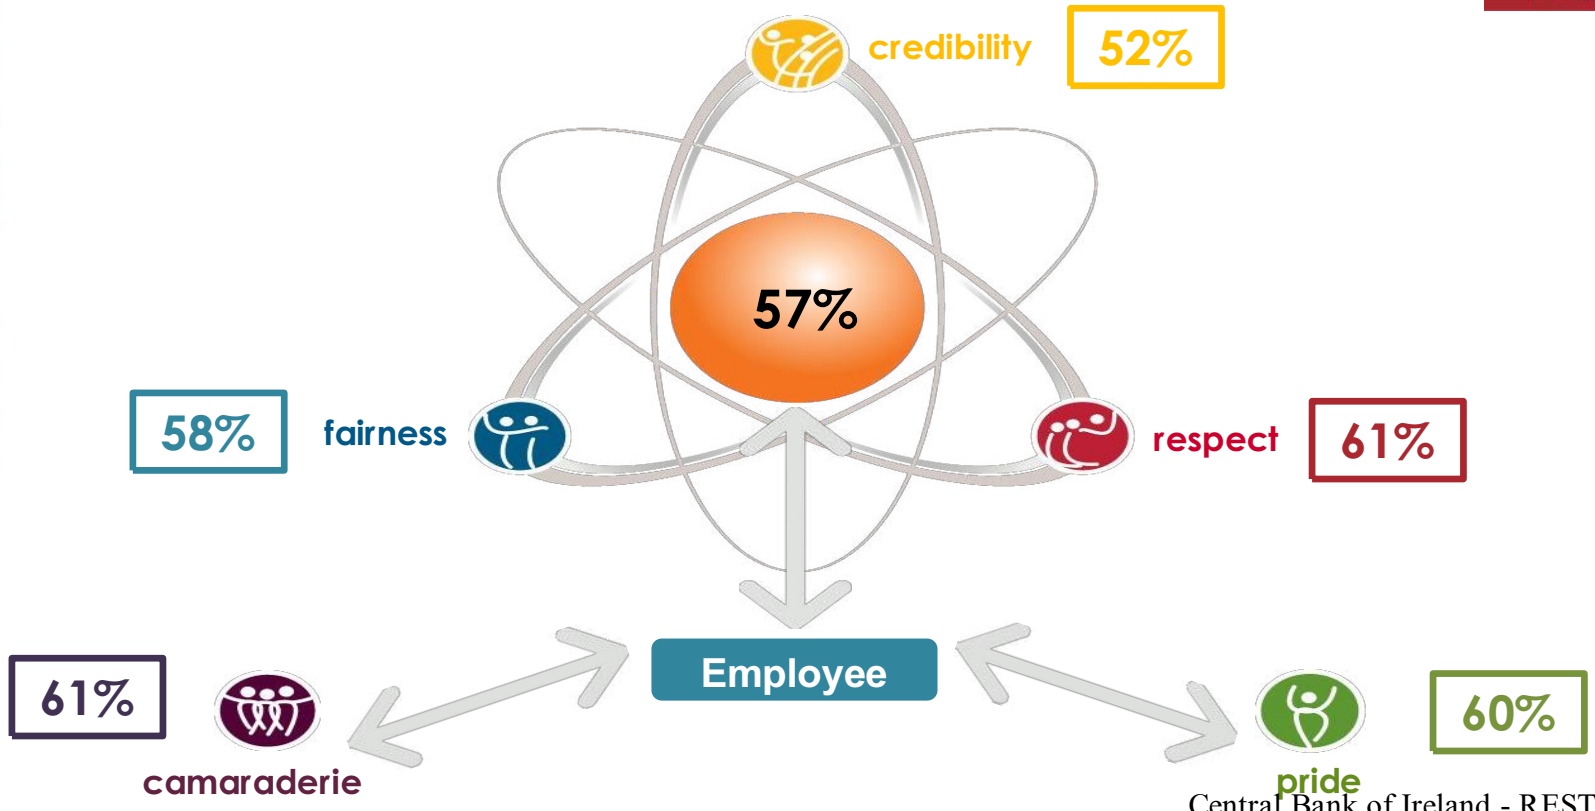 credibility 52%
57%
58% fairness
respect 61%
Employee
61%
60%
camaraderie
pride
Central Bank of Ireland - REST